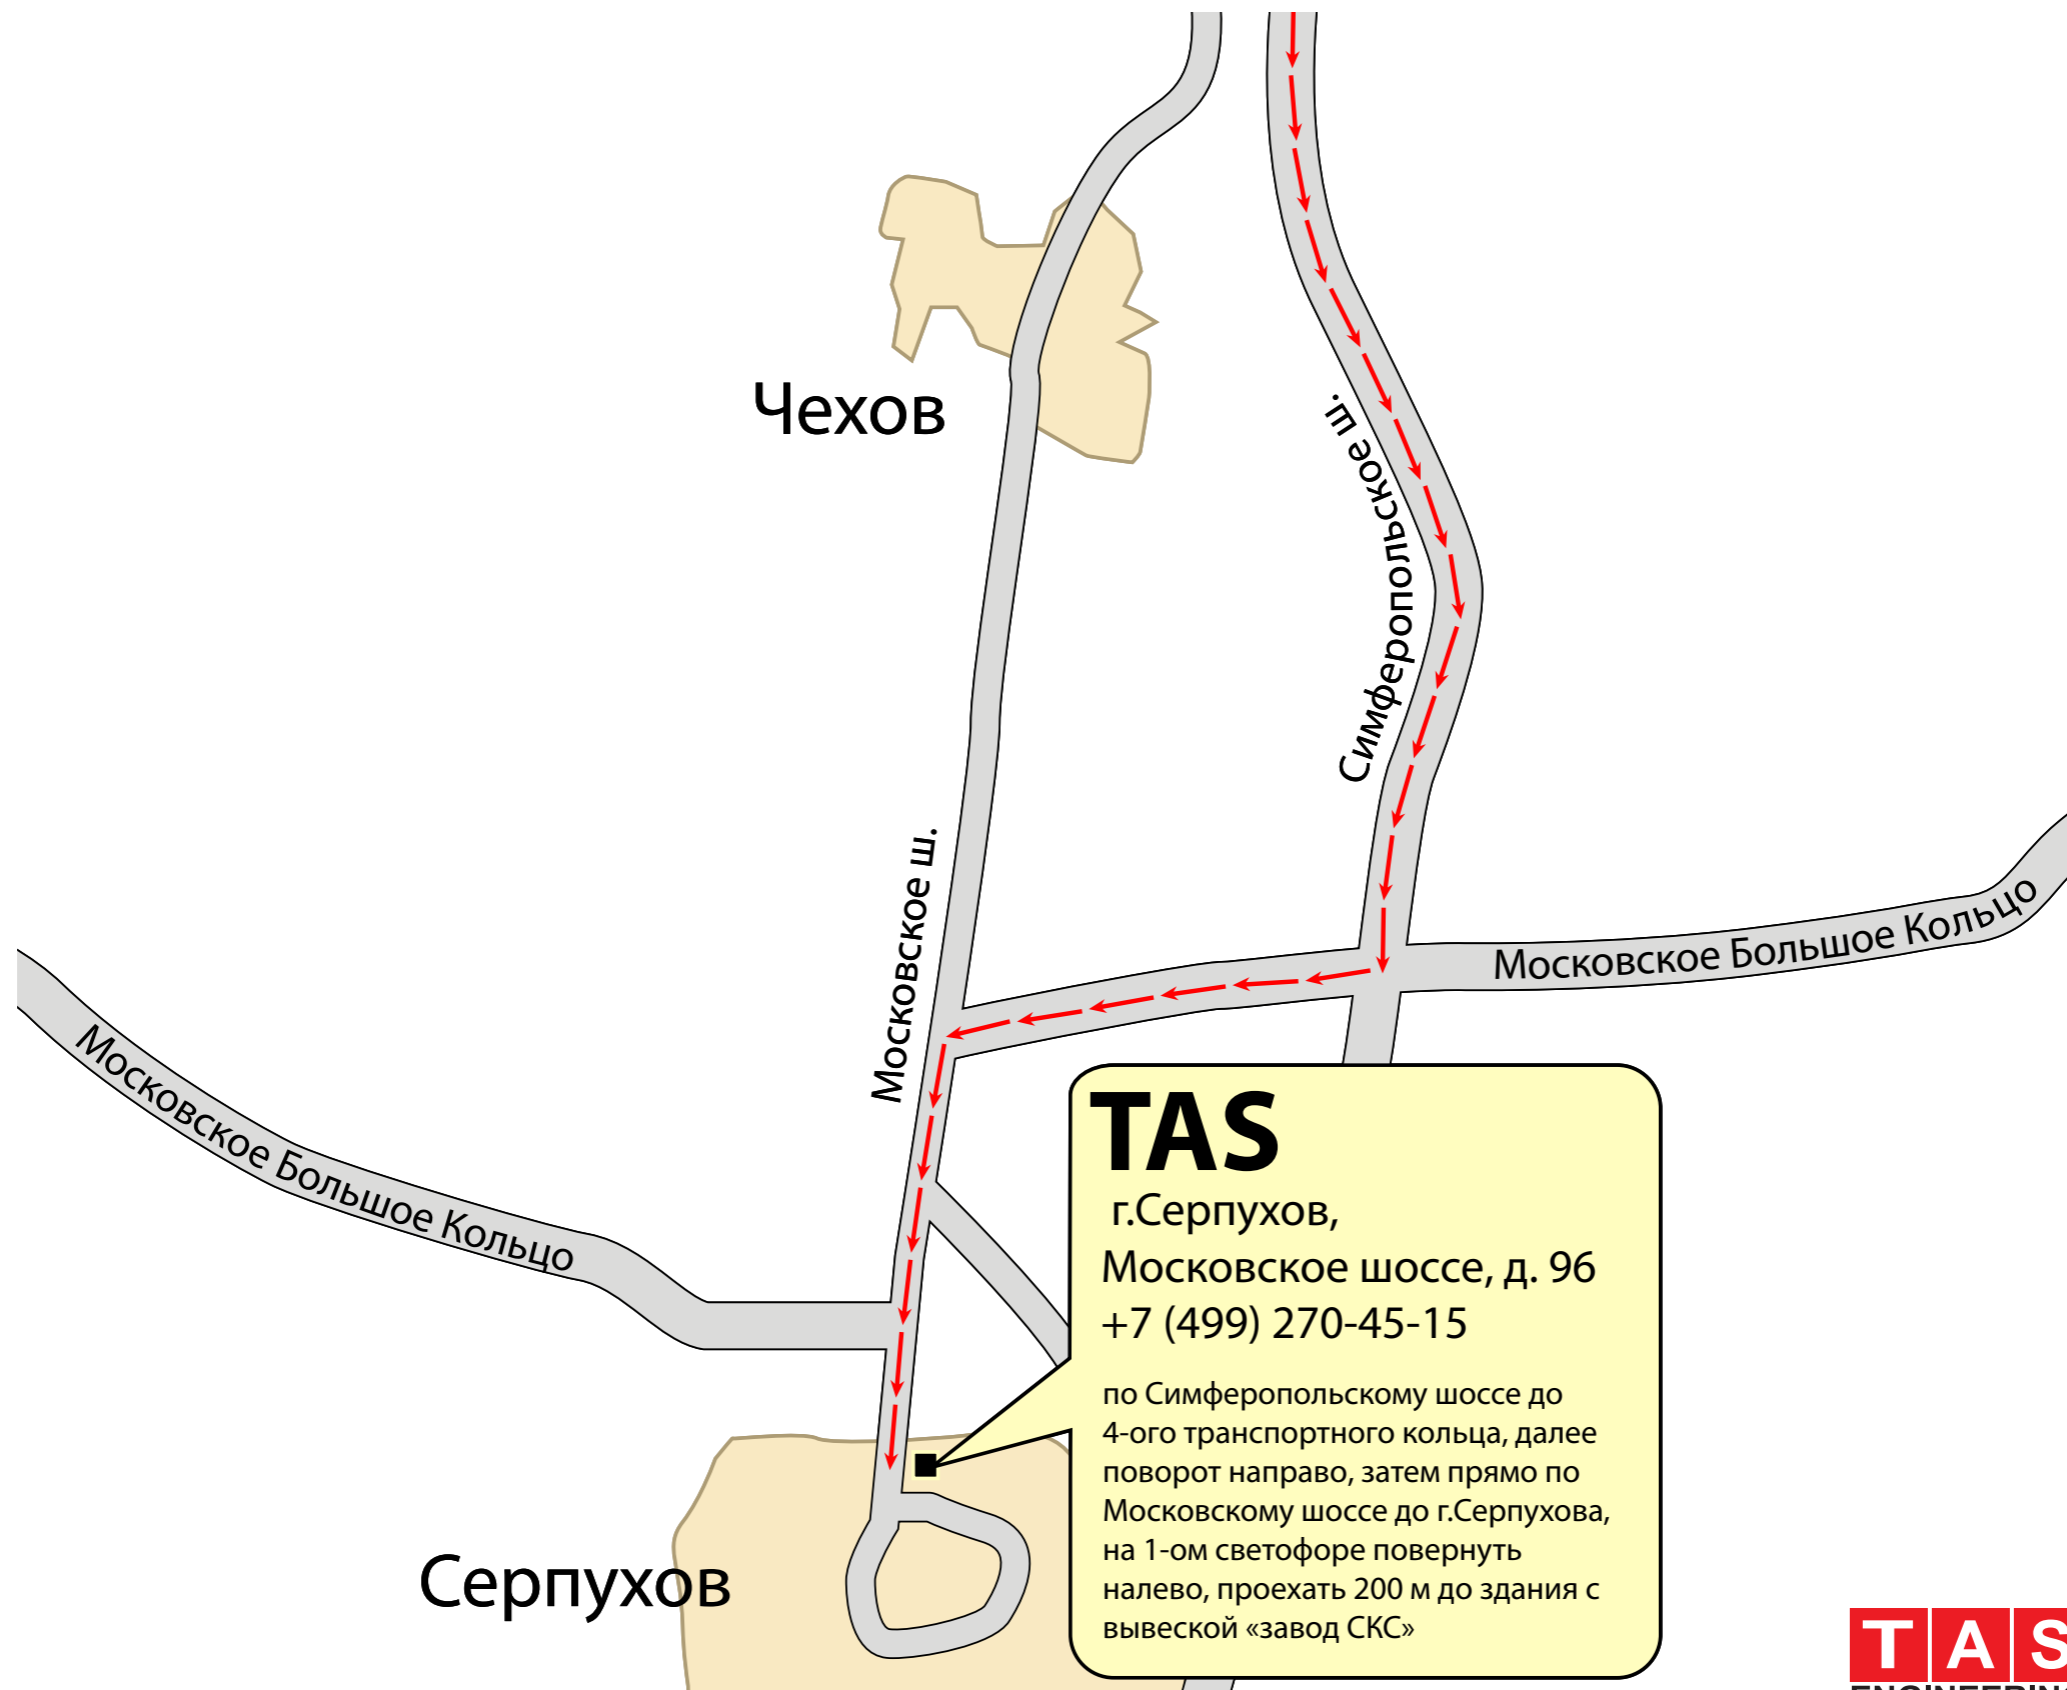 Чехов
Симферопольское ш.
Московское ш.
Московское Большое Кольцо
Московское Большое Кольцо
TAS
г.Серпухов,
Московское шоссе, д. 96
+7 (499) 270-45-15
по Симферопольскому шоссе до
4-ого транспортного кольца, далее
поворот направо, затем прямо по
Московскому шоссе до г.Серпухова,
на 1-ом светофоре повернуть
налево, проехать 200 м до здания с
вывеской «завод СКС»
Серпухов
TAS